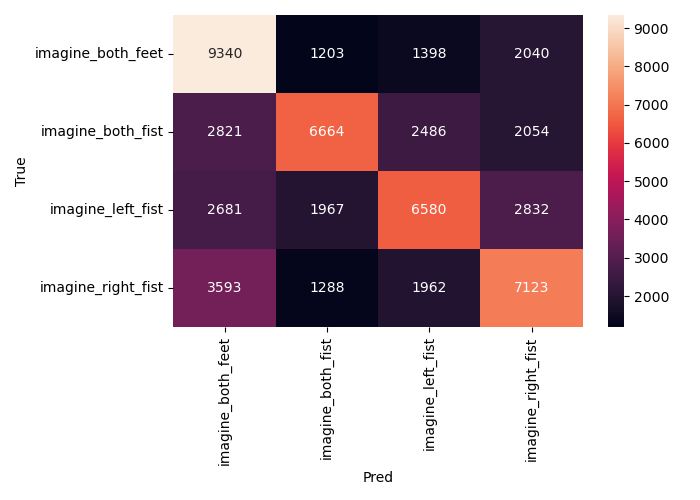 imagine_both_feet 9340 1203 1398 2040
imagine_both_fist 2821 6664 2486 2054
imagine_left_fist 2681 1967 6580 2832
imagine_right_fist 3593 1288 1962 7123
True
imagine_both_feet
imagine_both_fist
imagine_left_fist
imagine_right_fist
Pred
9000
8000
7000
6000
5000
4000
3000
2000